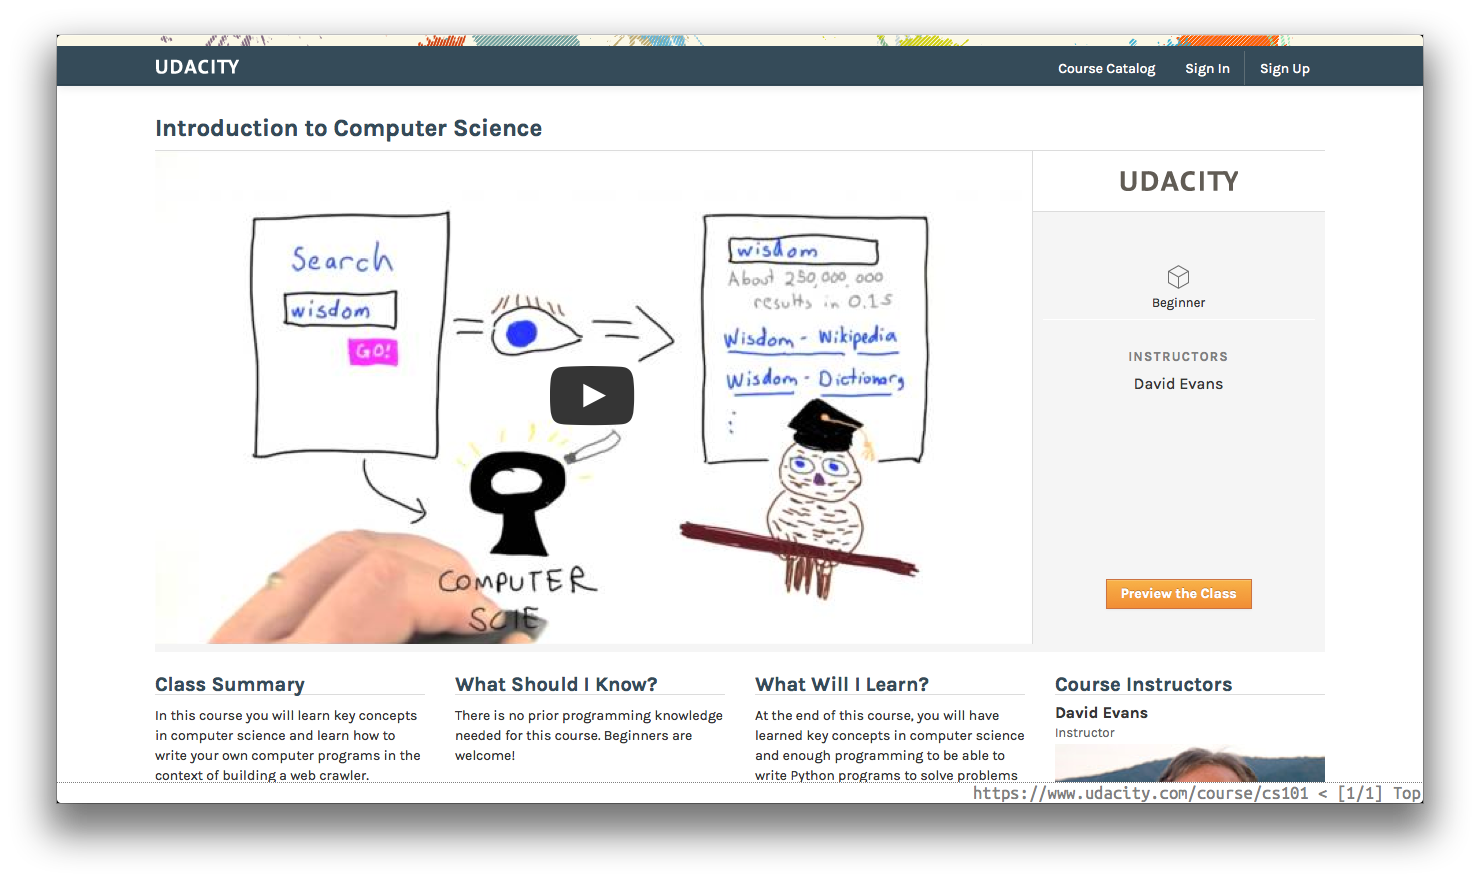 UDACITY
Course Catalog
Sign In
Sign Up
Introduction to Computer Science
Search
wisdom
GO!
wisdom
About 250,000,000
results in 0.1s
Wisdom - Wikipedia
Wisdom - Dictionary
COMPUTER
SCIE
UDACITY
Beginner
INSTRUCTORS
David Evans
Preview the Class
Class Summary
In this course you will learn key concepts
in computer science and learn how to
write your own computer programs in the
context of building a web crawler.
What Should I Know?
There is no prior programming knowledge
needed for this course. Beginners are
welcome!
What Will I Learn?
At the end of this course, you will have
learned key concepts in computer science
and enough programming to be able to
write Python programs to solve problems
Course Instructors
David Evans
Instructor
https://www.udacity.com/course/cs101 < [1/1] Top